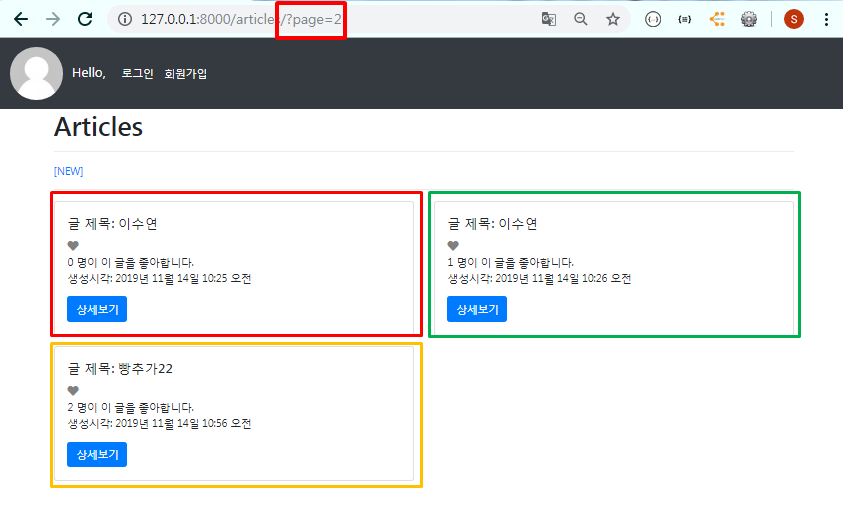 127.0.0.1:8000/articles/?page=2
S
Hello, 로그인 회원가입
Articles
[NEW]
글 제목: 이수연
0 명이 이 글을 좋아합니다.
생성시각: 2019년 11월 14일 10:25 오전
상세보기
글 제목: 이수연
1 명이 이 글을 좋아합니다.
생성시각: 2019년 11월 14일 10:26 오전
상세보기
글 제목: 빵추가22
2 명이 이 글을 좋아합니다.
생성시각: 2019년 11월 14일 10:56 오전
상세보기